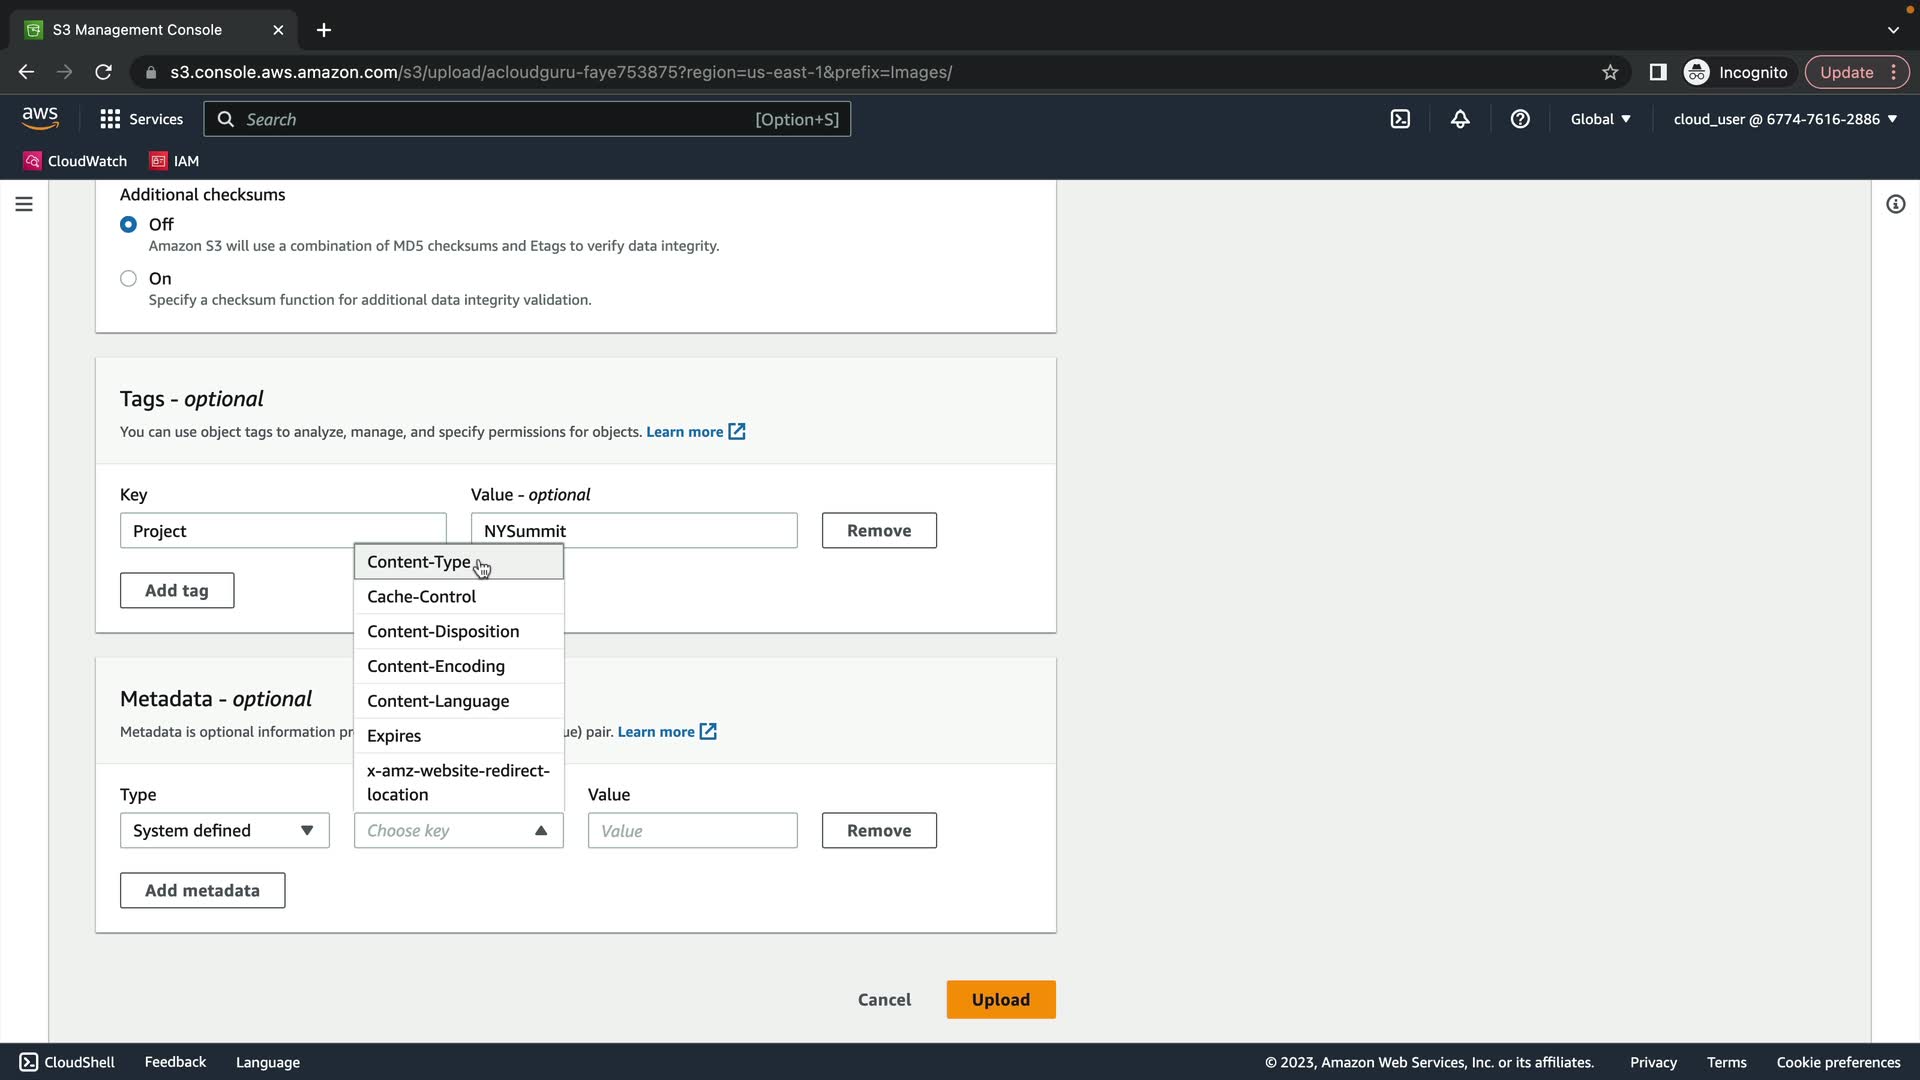 S3 Management Console
s3.console.aws.amazon.com/s3/upload/acloudguru-faye753875?region=us-east-1&prefix=Images/
Incognito
Update
aws
Services
Search
[Option+S]
Global
cloud_user @ 6774-7616-2886
CloudWatch
IAM
Additional checksums
Off
Amazon S3 will use a combination of MD5 checksums and Etags to verify data integrity.
On
Specify a checksum function for additional data integrity validation.
Tags - optional
You can use object tags to analyze, manage, and specify permissions for objects. Learn more
Key
Value - optional
Project
NYSummit
Remove
Add tag
Content-Type
Cache-Control
Content-Disposition
Content-Encoding
Content-Language
Expires
x-amz-website-redirect-
location
Metadata - optional
Metadata is optional information pr
ue) pair. Learn more
Type
Value
System defined
Choose key
Value
Remove
Add metadata
Cancel
Upload
CloudShell
Feedback
Language
© 2023, Amazon Web Services, Inc. or its affiliates.
Privacy
Terms
Cookie preferences